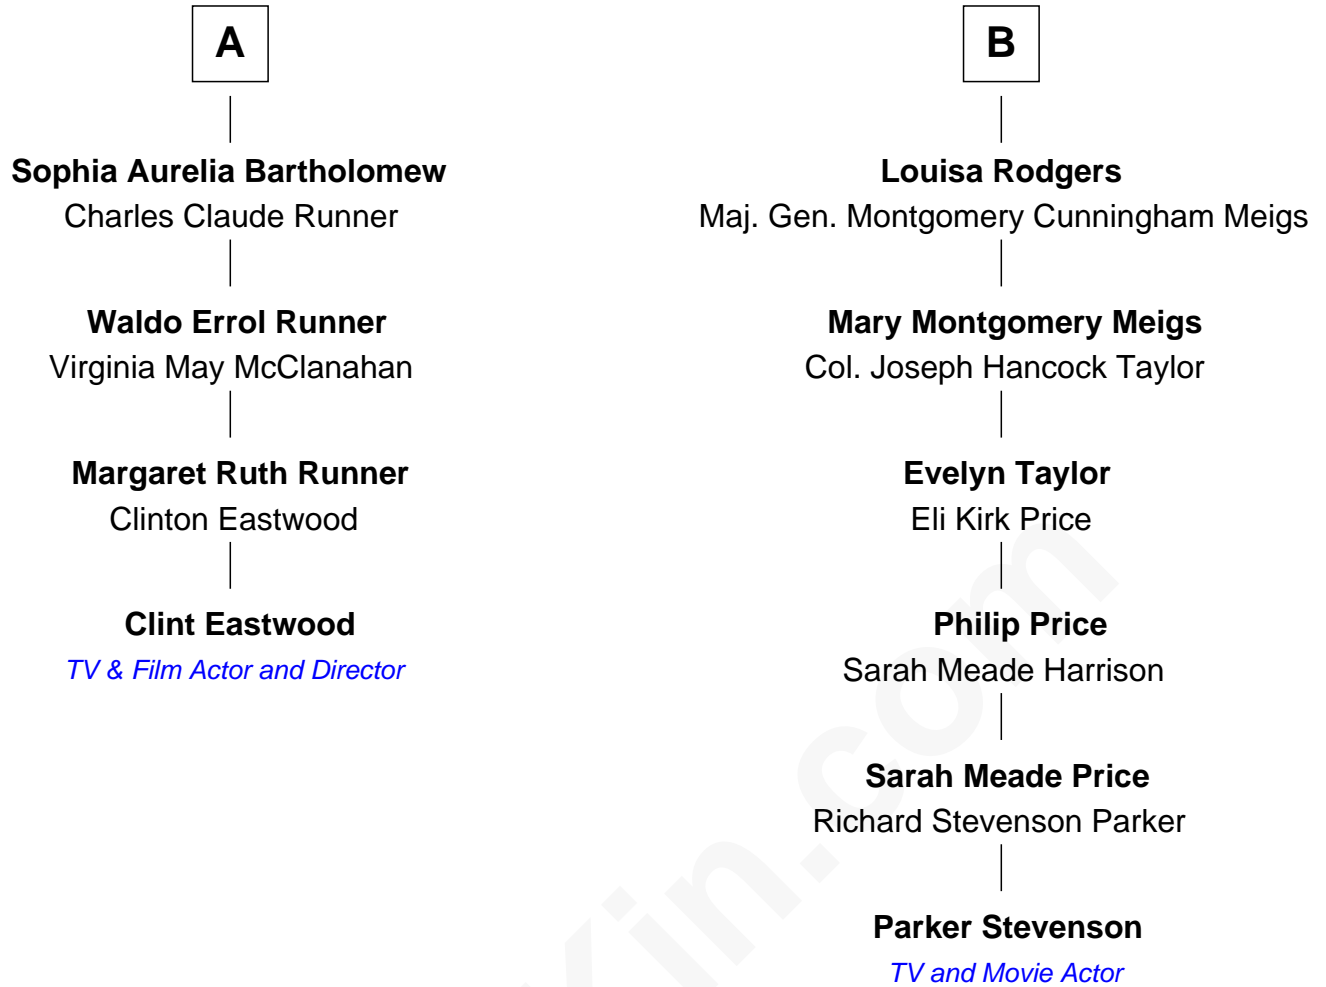 A
Sophia Aurelia Bartholomew
Charles Claude Runner
Waldo Errol Runner
Virginia May McClanahan
Margaret Ruth Runner
Clinton Eastwood
Clint Eastwood
TV & Film Actor and Director
B
Louisa Rodgers
Maj. Gen. Montgomery Cunningham Meigs
Mary Montgomery Meigs
Col. Joseph Hancock Taylor
Evelyn Taylor
Eli Kirk Price
Philip Price
Sarah Meade Harrison
Sarah Meade Price
Richard Stevenson Parker
Parker Stevenson
TV and Movie Actor
kin.com